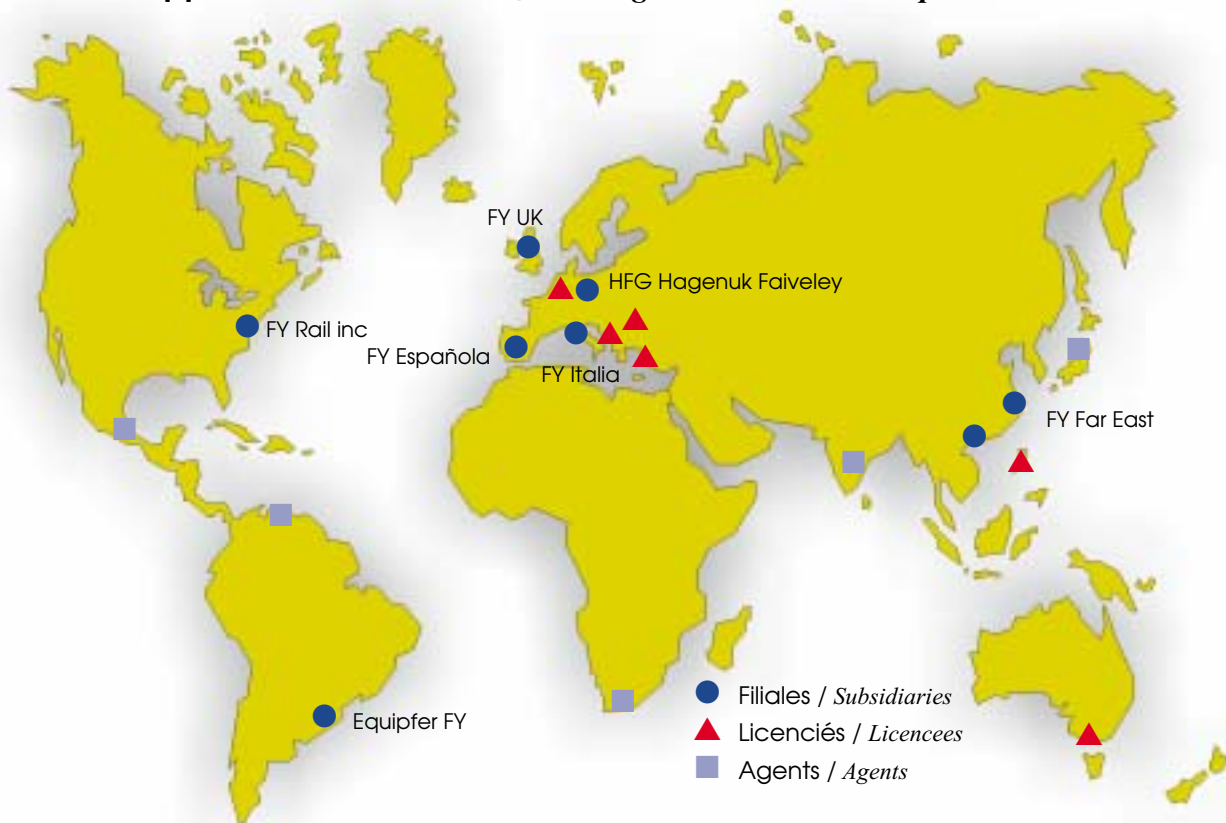 FY UK
HFG Hagenuk Faiveley
FY Rail inc
FY Española
FY Italia
FY Far East
Equipfer FY
Filiales / Subsidiaries
Licenciés / Licencees
Agents / Agents